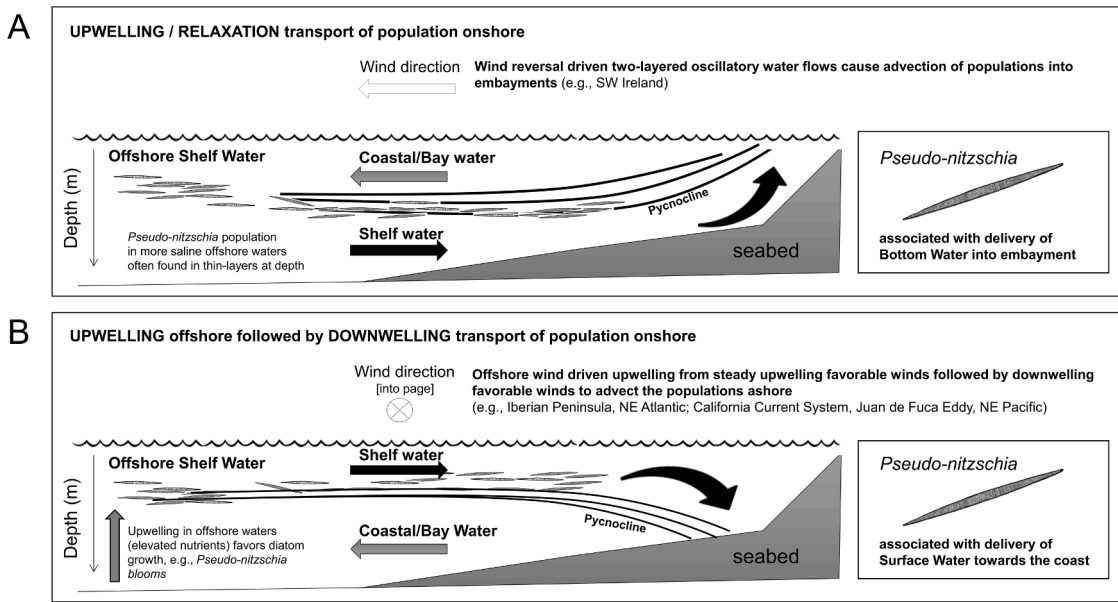 A
UPWELLING / RELAXATION transport of population onshore
Wind direction
Wind reversal driven two-layered oscillatory water flows cause advection of populations into
embayments (e.g., SW Ireland)
Offshore Shelf Water
Coastal/Bay water
Depth (m)
Pycnocline
Shelf water
Pseudo-nitzschia population
in more saline offshore waters
often found in thin-layers at depth
seabed
Pseudo-nitzschia
associated with delivery of
Bottom Water into embayment
B
UPWELLING offshore followed by DOWNWELLING transport of population onshore
Wind direction
[into page]
Offshore wind driven upwelling from steady upwelling favorable winds followed by downwelling
favorable winds to advect the populations ashore
(e.g., Iberian Peninsula, NE Atlantic; California Current System, Juan de Fuca Eddy, NE Pacific)
Offshore Shelf Water
Shelf water
Depth (m)
Pycnocline
Coastal/Bay Water
Upwelling in offshore waters
(elevated nutrients) favors diatom
growth, e.g., Pseudo-nitzschia
blooms
seabed
Pseudo-nitzschia
associated with delivery of
Surface Water towards the coast